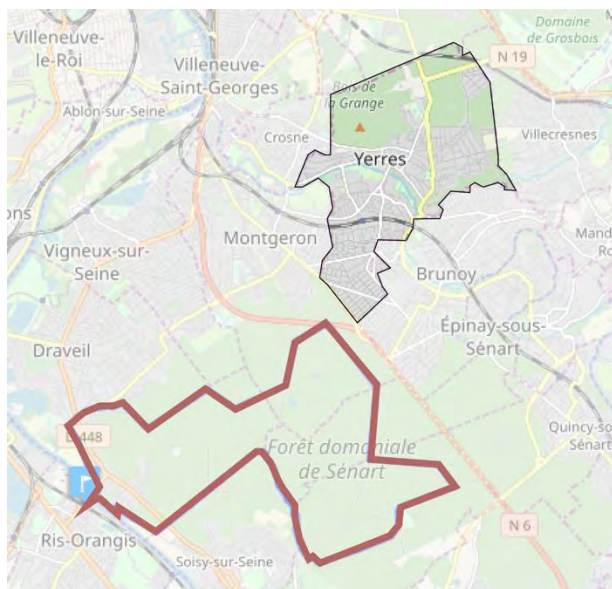 Villeneuve-
le-Roi
Villeneuve-
Saint-Georges
Domaine
de Grosbois
N 19
Bois de
la Grange
Ablon-sur-Seine
Crosne
Villecresnes
Yerres
ons
Montgeron
Vigneux-sur-
Seine
Mand
Ro
Brunoy
Épinay-sous-
Sénart
Draveil
Quincy-so
Sénart
448
Forêt domaniale
de Sénart
N 6
Ris-Orangis
Soisy-sur-Seine